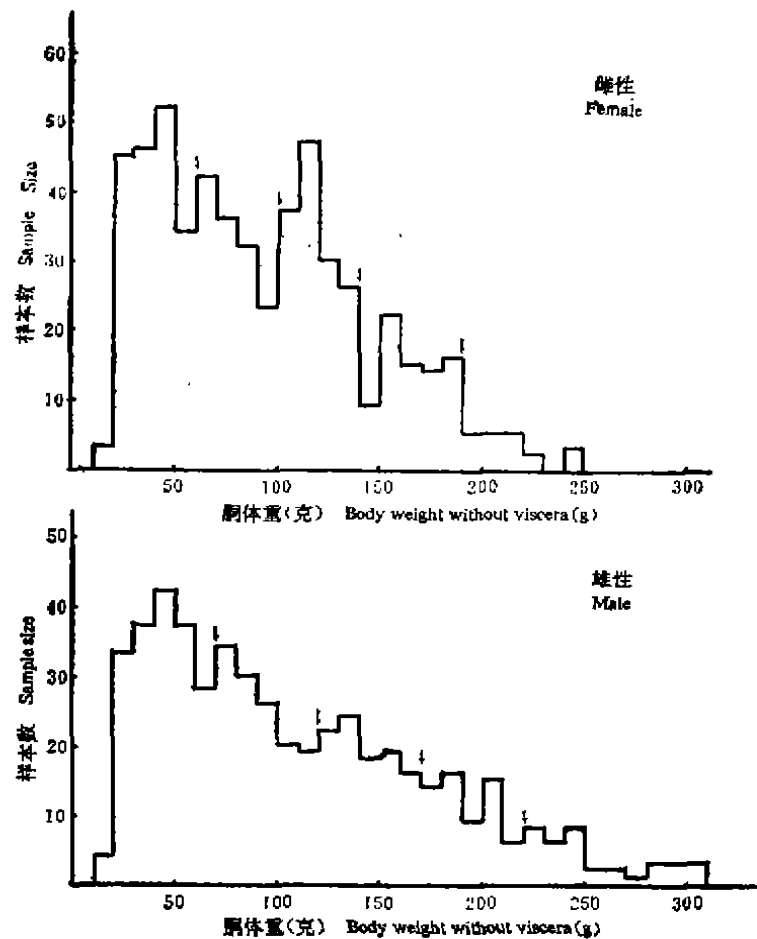 60
50
40
30
20
10
样本数 Sample Size
雌性
Female
50 100 150 200 250 300
胴体重(克) Body weight without viscera(g)
50
40
30
20
10
样本数 Sample size
雄性
Male
50 100 150 200 250 300
胴体重(克) Body weight without viscera(g)